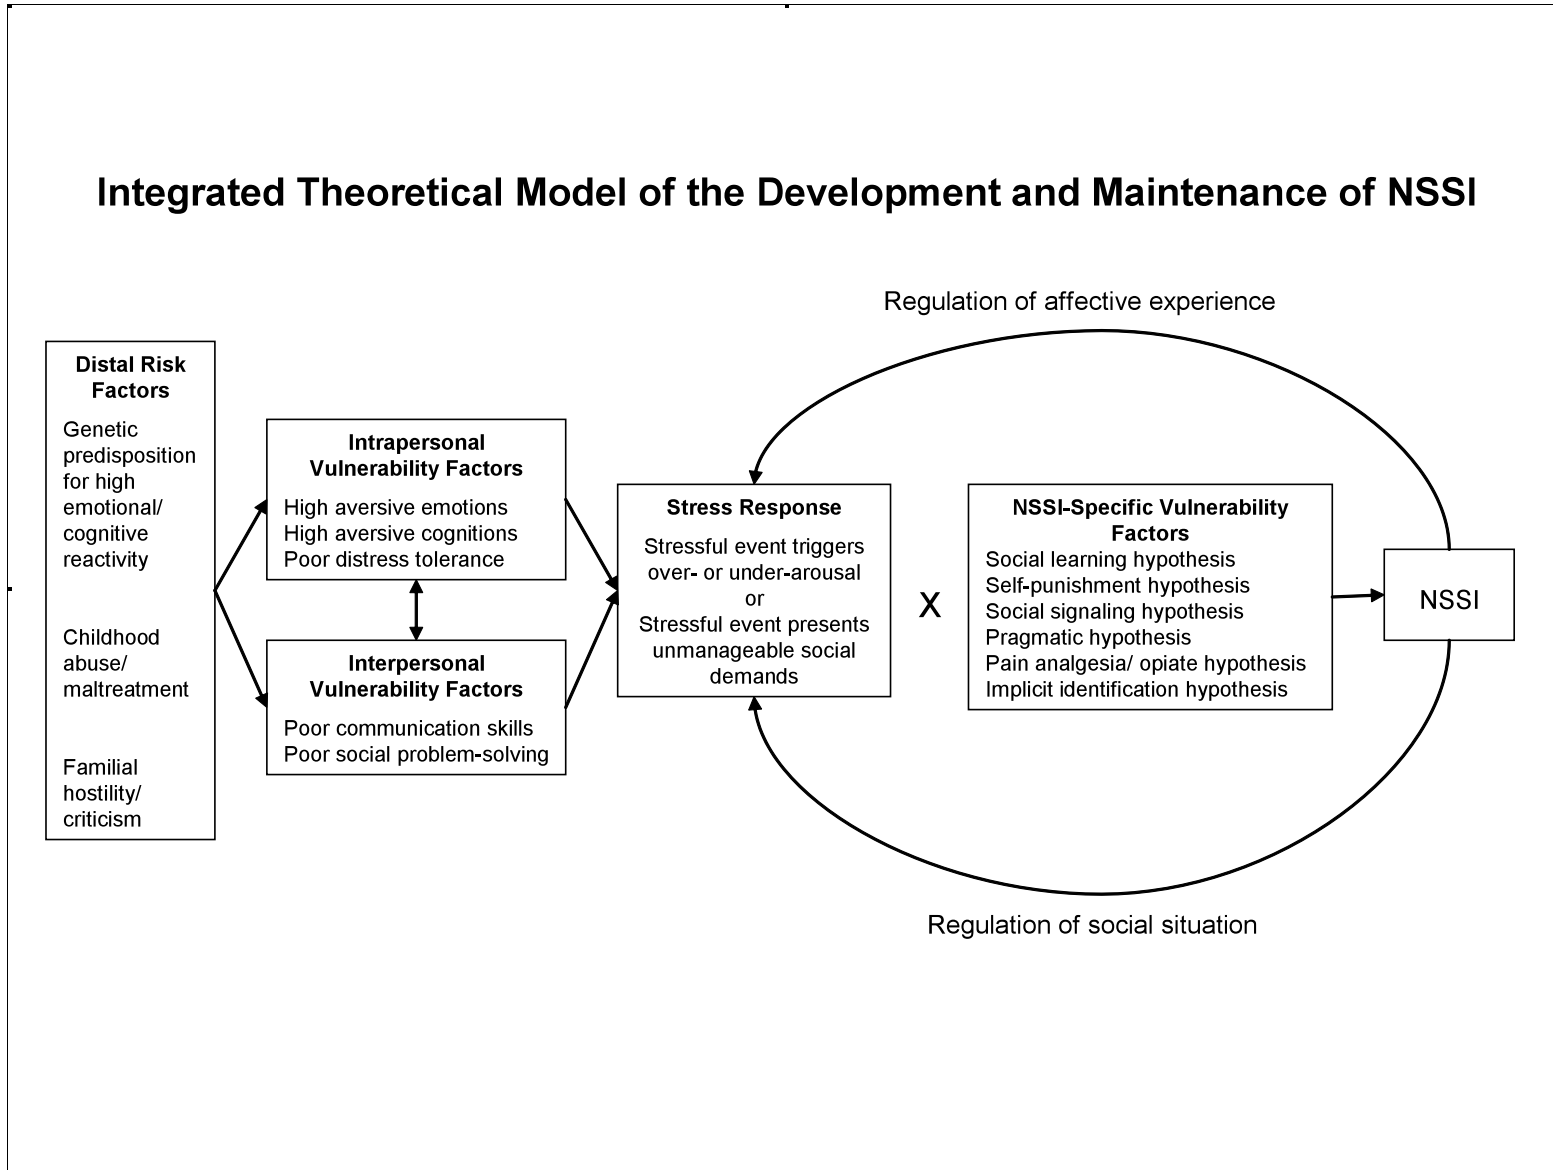 Integrated Theoretical Model of the Development and Maintenance of NSSI
Regulation of affective experience
Distal Risk
Factors
Genetic
predisposition
for high
emotional/
cognitive
reactivity
Childhood
abuse/
maltreatment
Familial
hostility/
criticism
Intrapersonal
Vulnerability Factors
High aversive emotions
High aversive cognitions
Poor distress tolerance
Interpersonal
Vulnerability Factors
Poor communication skills
Poor social problem-solving
Stress Response
Stressful event triggers
over- or under-arousal
or
Stressful event presents
unmanageable social
demands
X
NSSI-Specific Vulnerability
Factors
Social learning hypothesis
Self-punishment hypothesis
Social signaling hypothesis
Pragmatic hypothesis
Pain analgesia/ opiate hypothesis
Implicit identification hypothesis
NSSI
Regulation of social situation